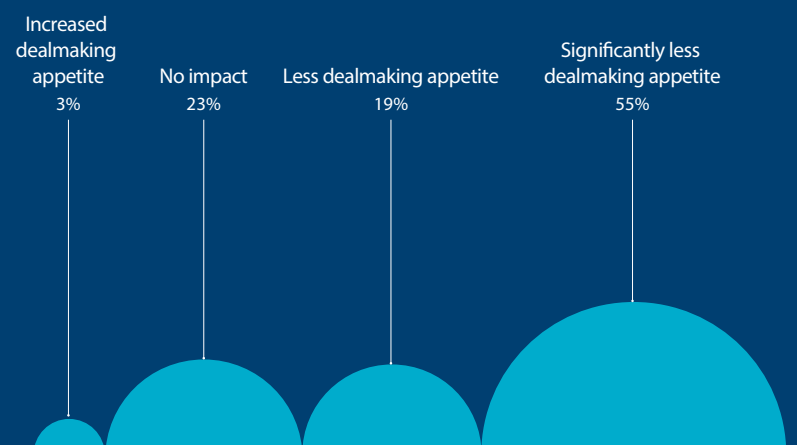 Increased
dealmaking
appetite
3%
No impact
23%
Less dealmaking appetite
19%
Significantly less
dealmaking appetite
55%